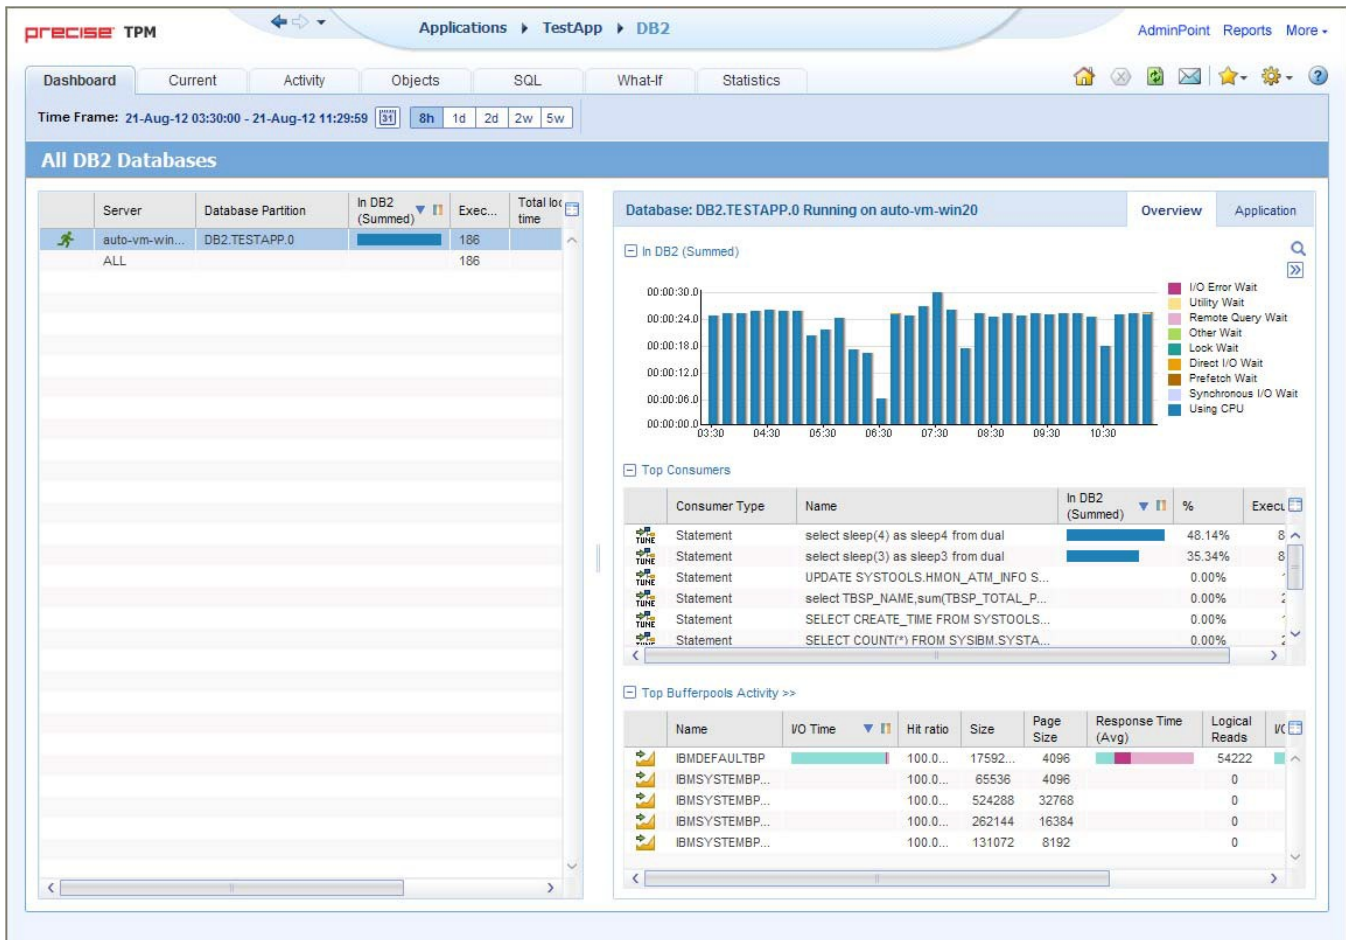 precise TPM
Applications TestApp DB2
AdminPoint Reports More
Dashboard Current Activity Objects SQL What-If Statistics
Time Frame: 21-Aug-12 03:30:00 - 21-Aug-12 11:29:59 31 8h 1d 2d 2w 5w
All DB2 Databases
Server Database Partition In DB2 (Summed) Exec... Total loc time
auto-vm-win... DB2.TESTAPP.0 186
ALL 186
Database: DB2.TESTAPP.0 Running on auto-vm-win20 Overview Application
In DB2 (Summed)
00:00:30.0
00:00:24.0
00:00:18.0
00:00:12.0
00:00:06.0
00:00:00.0
03:30 04:30 05:30 06:30 07:30 08:30 09:30 10:30
I/O Error Wait
Utility Wait
Remote Query Wait
Other Wait
Lock Wait
Direct I/O Wait
Prefetch Wait
Synchronous I/O Wait
Using CPU
Top Consumers
Consumer Type Name In DB2 (Summed) % Execu
TUNE Statement select sleep(4) as sleep4 from dual 48.14% 8
TUNE Statement select sleep(3) as sleep3 from dual 35.34% 8
TUNE Statement UPDATE SYSTOOLS.HMON_ATM_INFO S... 0.00%
TUNE Statement select TBSP_NAME,sum(TBSP_TOTAL_P... 0.00%
TUNE Statement SELECT CREATE_TIME FROM SYSTOOLS... 0.00%
Statement SELECT COUNT(*) FROM SYSIBM.SYSTA... 0.00%
Top Bufferpools Activity >>
Name I/O Time Hit ratio Size Page Size Response Time (Avg) Logical Reads
IBMDEFAULTBP 100.0... 17592... 4096 54222
IBMSYSTEMBP... 100.0... 65536 4096 0
IBMSYSTEMBP... 100.0... 524288 32768 0
IBMSYSTEMBP... 100.0... 262144 16384 0
IBMSYSTEMBP... 100.0... 131072 8192 0